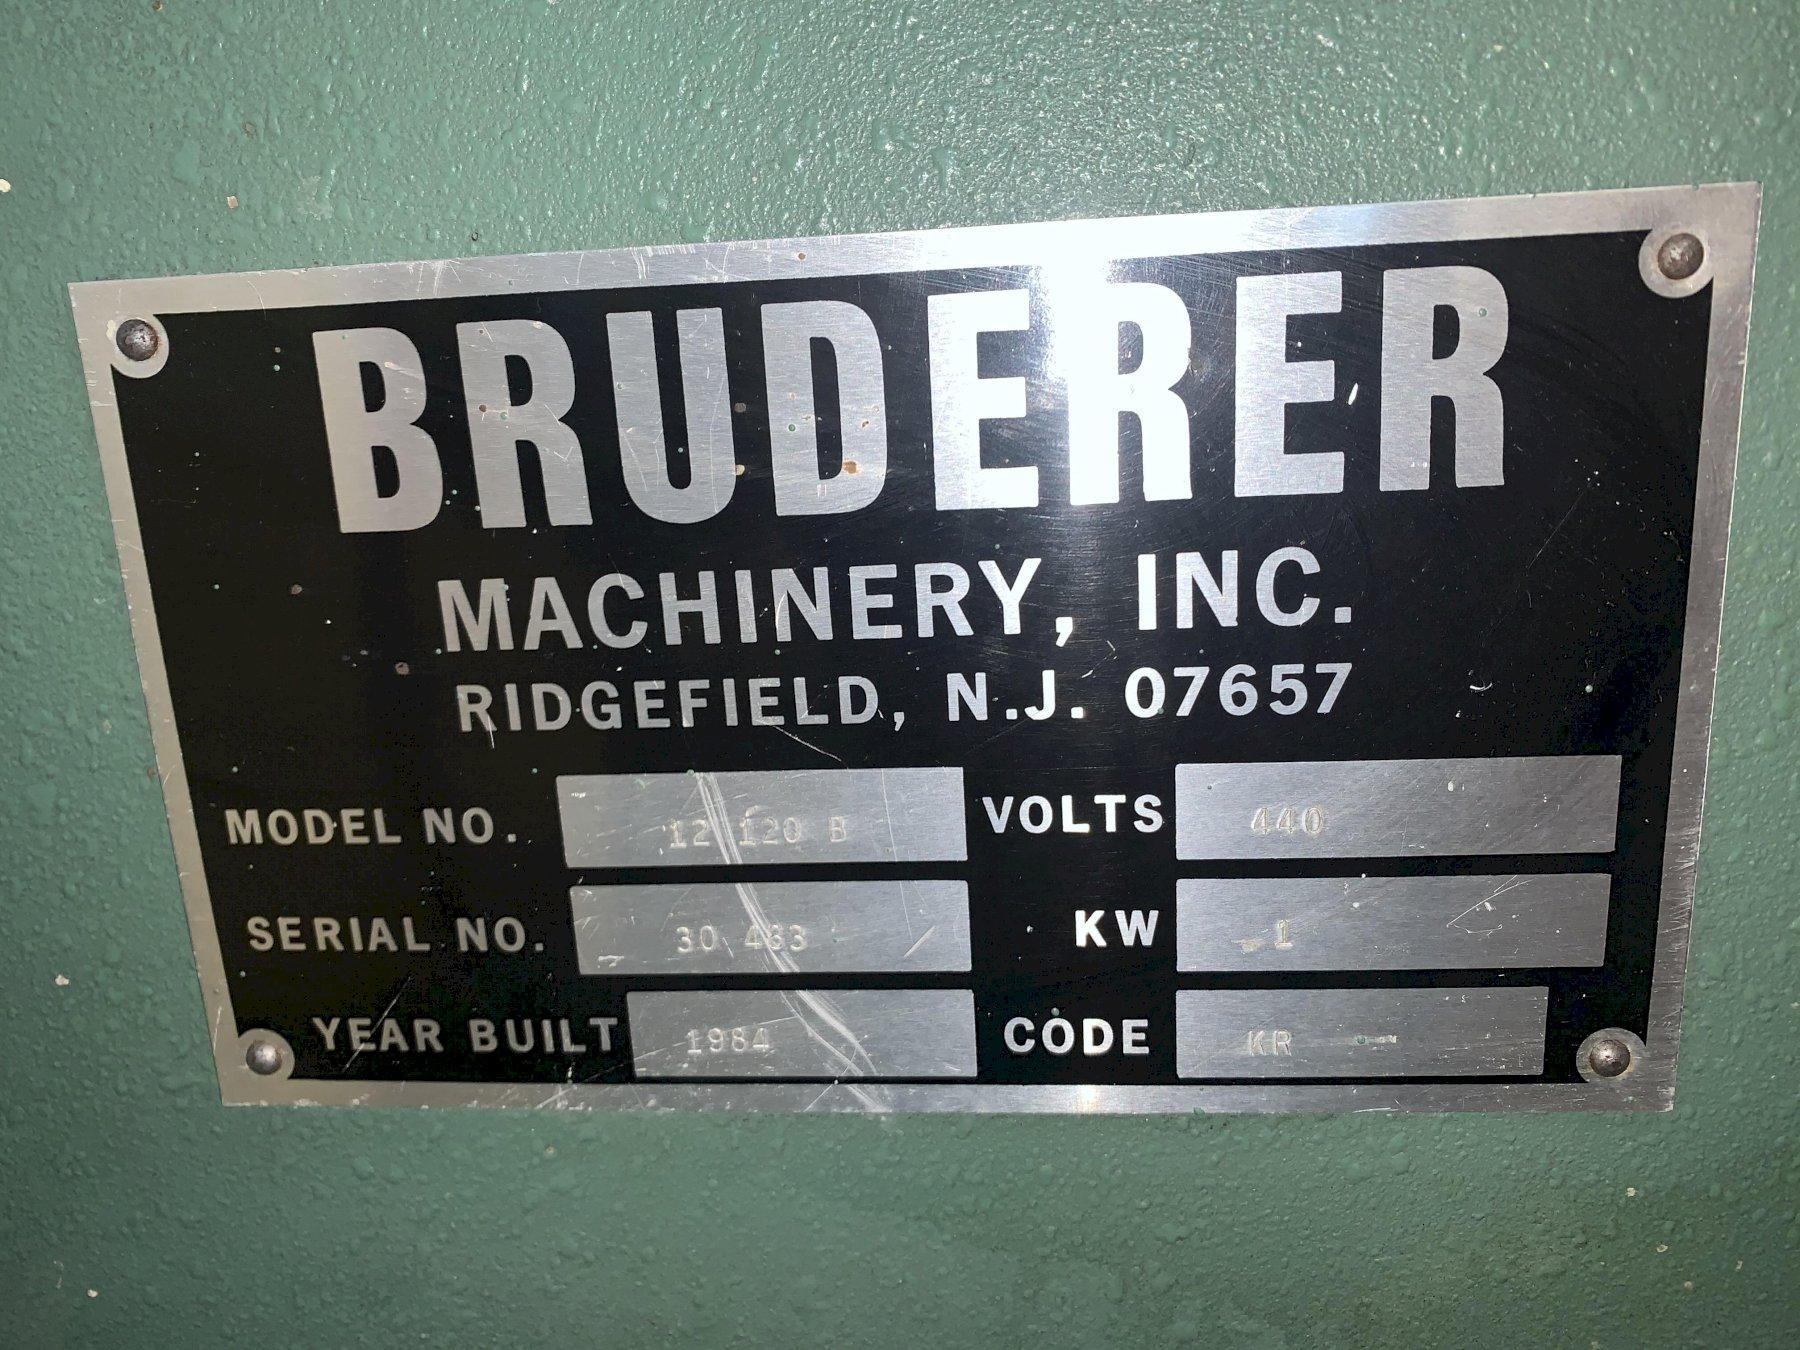 BRUDERER
MACHINERY, INC.
RIDGEFIELD, N.J. 07657
MODEL NO. 12 120 B VOLTS 440
SERIAL NO. 30 463 KW 1
YEAR BUILT 1984 CODE KR